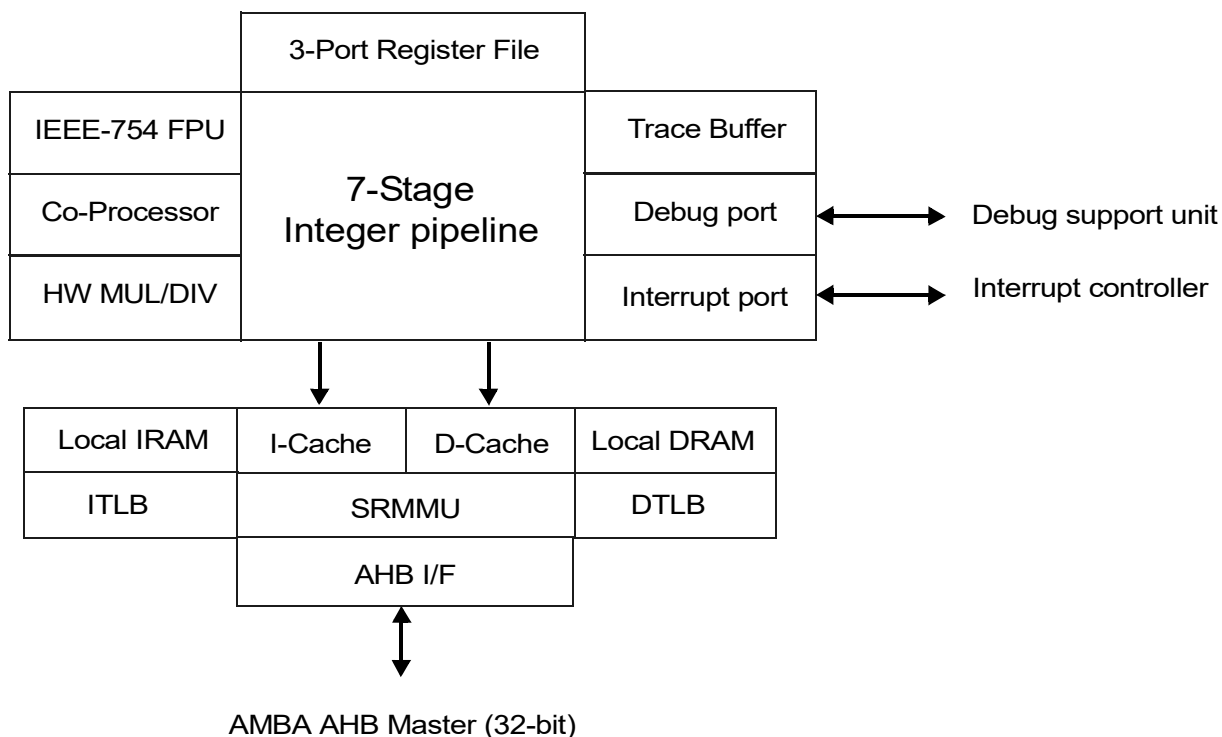 3-Port Register File
IEEE-754 FPU
Trace Buffer
7-Stage
Integer pipeline
Co-Processor
Debug port
Debug support unit
HW MUL/DIV
Interrupt port
Interrupt controller
Local IRAM
I-Cache
D-Cache
Local DRAM
ITLB
SRMMU
DTLB
AHB I/F
AMBA AHB Master (32-bit)